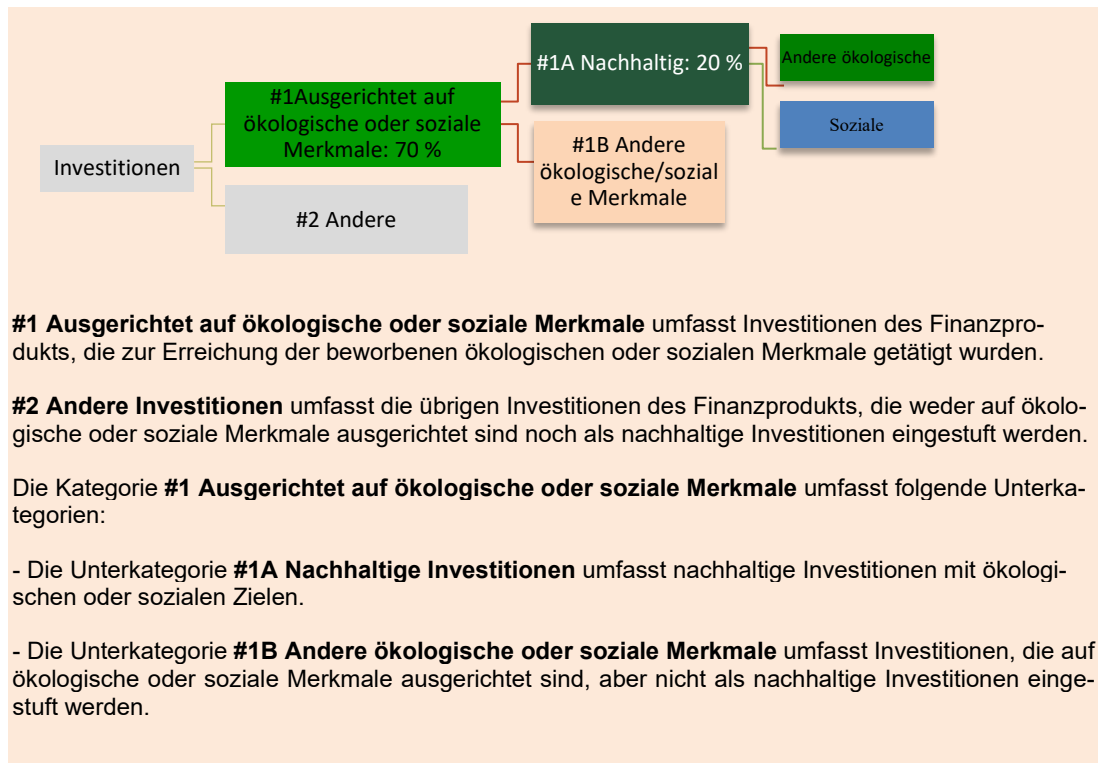 #1A Nachhaltig: 20 %
Andere ökologische
#1Ausgerichtet auf
ökologische oder soziale
Merkmale: 70 %
Soziale
Investitionen
#1B Andere
ökologische/sozial
e Merkmale
#2 Andere
#1 Ausgerichtet auf ökologische oder soziale Merkmale umfasst Investitionen des Finanzpro-
dukts, die zur Erreichung der beworbenen ökologischen oder sozialen Merkmale getätigt wurden.
#2 Andere Investitionen umfasst die übrigen Investitionen des Finanzprodukts, die weder auf ökolo-
gische oder soziale Merkmale ausgerichtet sind noch als nachhaltige Investitionen eingestuft werden.
Die Kategorie #1 Ausgerichtet auf ökologische oder soziale Merkmale umfasst folgende Unterka-
tegorien:
- Die Unterkategorie #1A Nachhaltige Investitionen umfasst nachhaltige Investitionen mit ökologi-
schen oder sozialen Zielen.
- Die Unterkategorie #1B Andere ökologische oder soziale Merkmale umfasst Investitionen, die auf
ökologische oder soziale Merkmale ausgerichtet sind, aber nicht als nachhaltige Investitionen einge-
stuft werden.